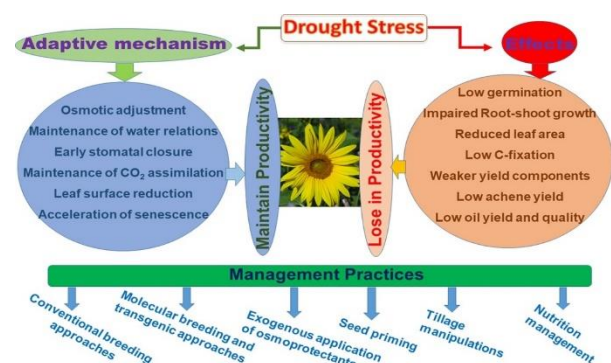 Drought Stress
Adaptive mechanism
Effects
Osmotic adjustment
Maintenance of water relations
Early stomatal closure
Maintenance of CO2 assimilation
Leaf surface reduction
Acceleration of senescence
Maintain Productivity
Lose in Productivity
Low germination
Impaired Root-shoot growth
Reduced leaf area
Low C-fixation
Weaker yield components
Low achene yield
Low oil yield and quality
Management Practices
Conventional breeding
approaches
Molecular breeding and
transgenic approaches
Exogenous application
of osmoprotectants
Seed priming
Tillage
manipulations
Nutrition
management